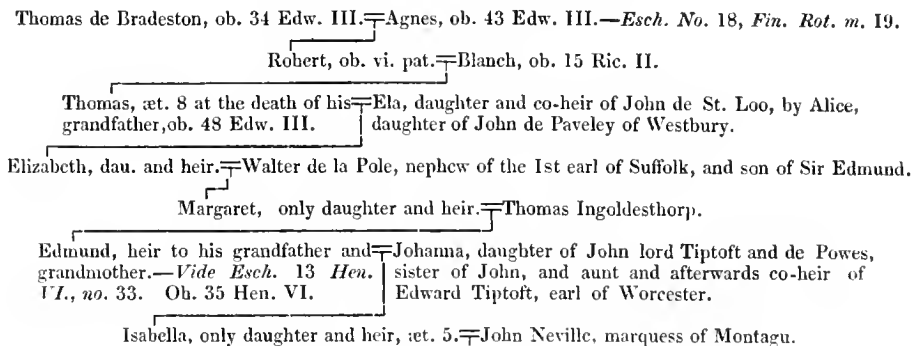 Thomas de Bradeston, ob. 34 Edw. III.=Agnes, ob. 43 Edw. III.—Esch. No. 18, Fin. Rot. m. 19.
Robert, ob. vi. pat.=Blanch, ob. 15 Ric. II.
Thomas, æt. 8 at the death of his=Ela, daughter and co-heir of John de St. Loo, by Alice,
grandfather, ob. 48 Edw. III. daughter of John de Paveley of Westbury.
Elizabeth, dau. and heir.=Walter de la Pole, nephew of the 1st earl of Suffolk, and son of Sir Edmund.
Margaret, only daughter and heir.=Thomas Ingoldesthorp.
Edmund, heir to his grandfather and=Johanna, daughter of John lord Tiptoft and de Powes,
grandmother.—Vide Esch. 13 Hen. sister of John, and aunt and afterwards co-heir of
VI., no. 33. Ob. 35 Hen. VI. Edward Tiptoft, earl of Worcester.
Isabella, only daughter and heir, æt. 5.=John Neville, marquess of Montagu.